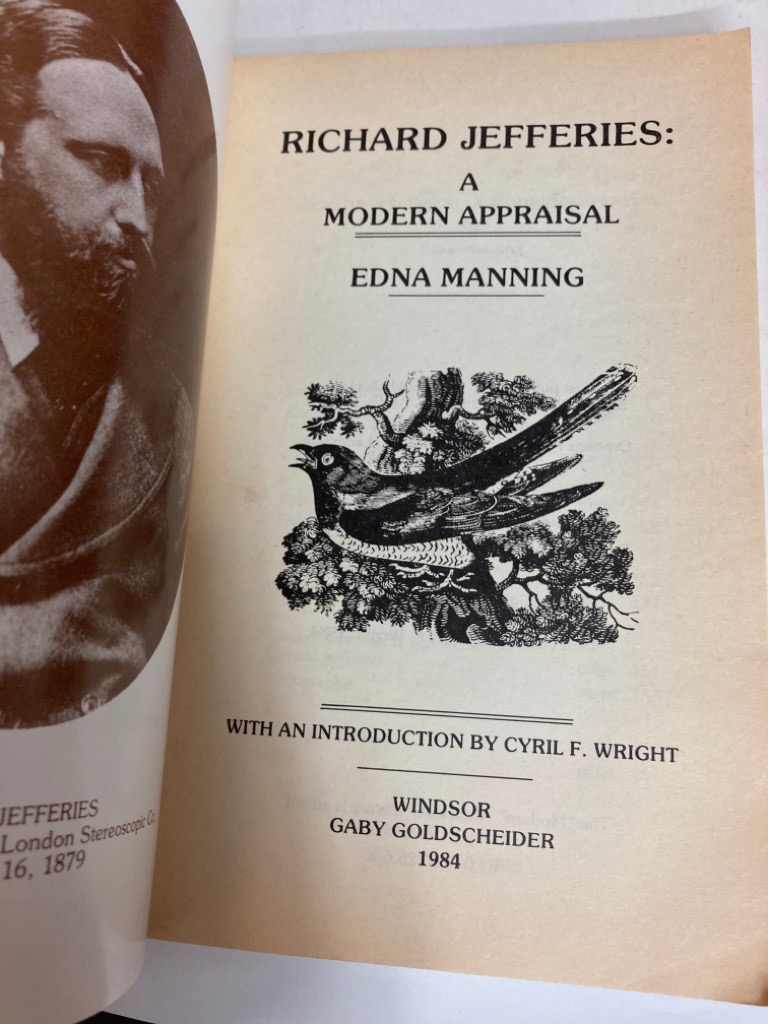 JEFFERIES
London Stereoscopic Co.
16, 1879
RICHARD JEFFERIES:
A
MODERN APPRAISAL
EDNA MANNING
WITH AN INTRODUCTION BY CYRIL F. WRIGHT
WINDSOR
GABY GOLDSCHEIDER
1984